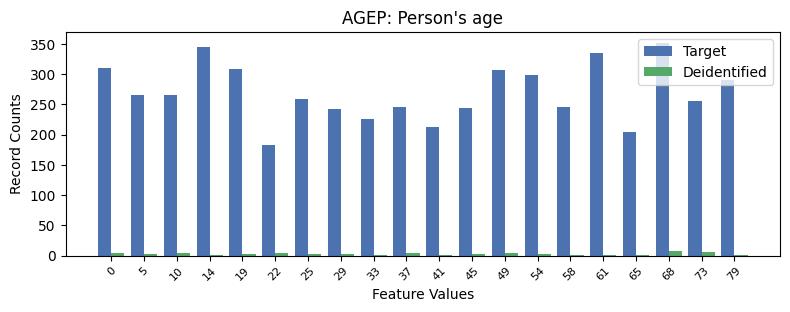 AGEP: Person's age
Record Counts
350
300
250
200
150
100
50
0
Target
Deidentified
0 5 10 14 19 22 25 29 33 37 41 45 49 54 58 61 65 68 73 79
Feature Values